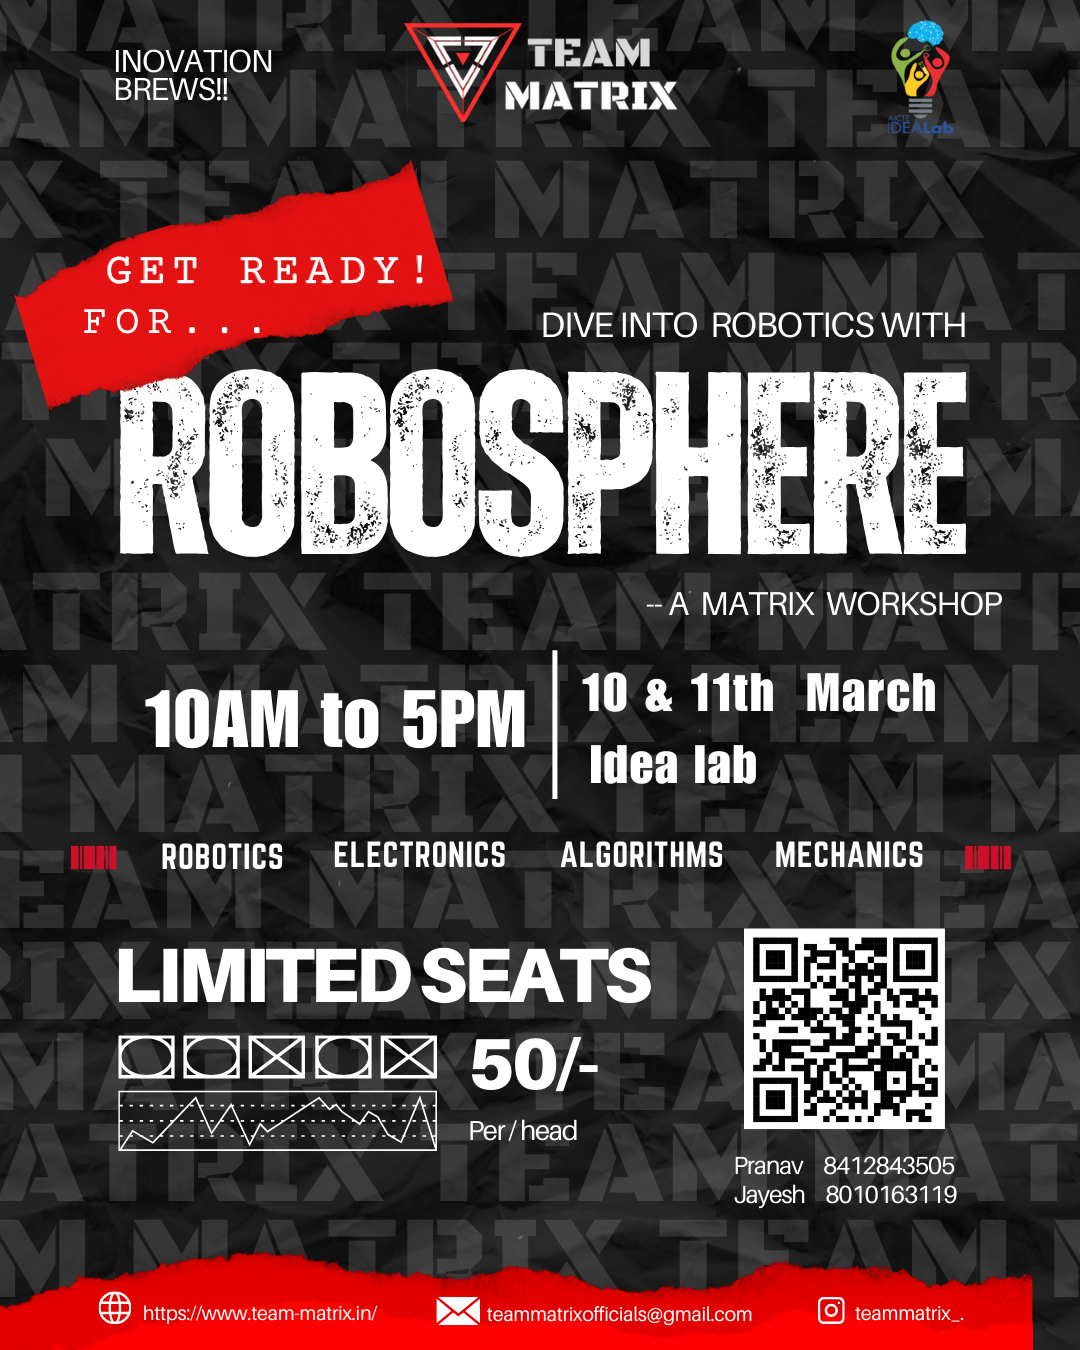 INOVATION
BREWS!!
TEAM
MATRIX
AICTE
IDEALab
GET READY!
FOR...
DIVE INTO ROBOTICS WITH
ROBOSPHERE
-- A MATRIX WORKSHOP
10AM to 5PM
10 & 11th March
Idea lab
ROBOTICS ELECTRONICS ALGORITHMS MECHANICS
LIMITED SEATS
50/-
Per / head
Pranav 8412843505
Jayesh 8010163119
https://www.team-matrix.in/ teammatrixofficials@gmail.com teammatrix_.